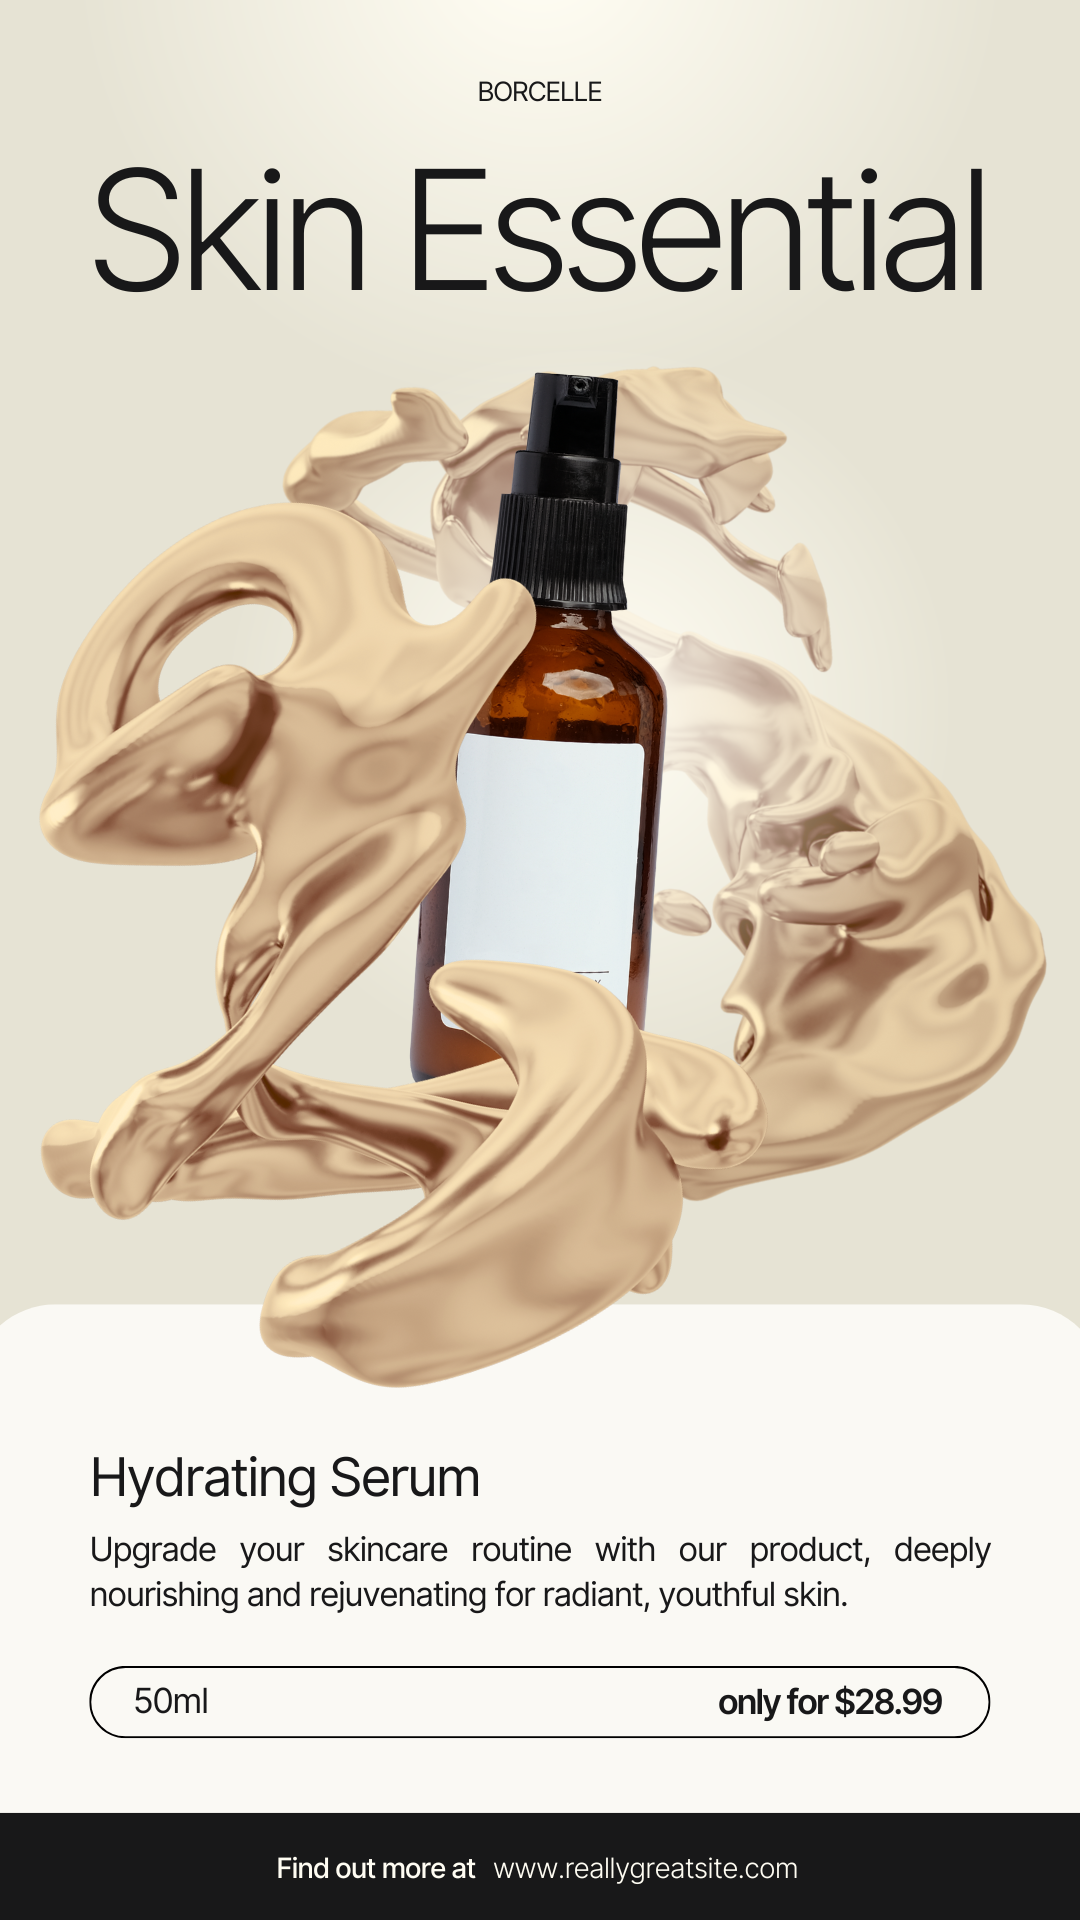 BORCELLE
Skin Essential
Hydrating Serum
Upgrade your skincare routine with our product, deeply
nourishing and rejuvenating for radiant, youthful skin.
50ml
only for $28.99
Find out more at www.reallygreatsite.com